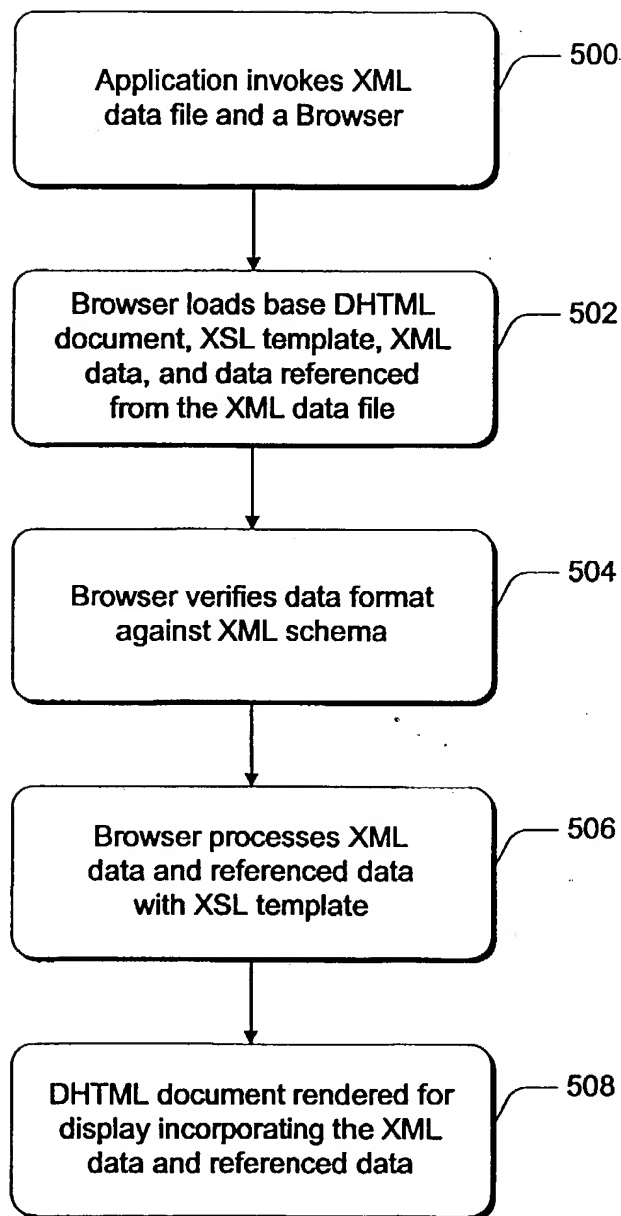 Application invokes XML
data file and a Browser
500
Browser loads base DHTML
document, XSL template, XML
data, and data referenced
from the XML data file
502
Browser verifies data format
against XML schema
504
Browser processes XML
data and referenced data
with XSL template
506
DHTML document rendered for
display incorporating the XML
data and referenced data
508